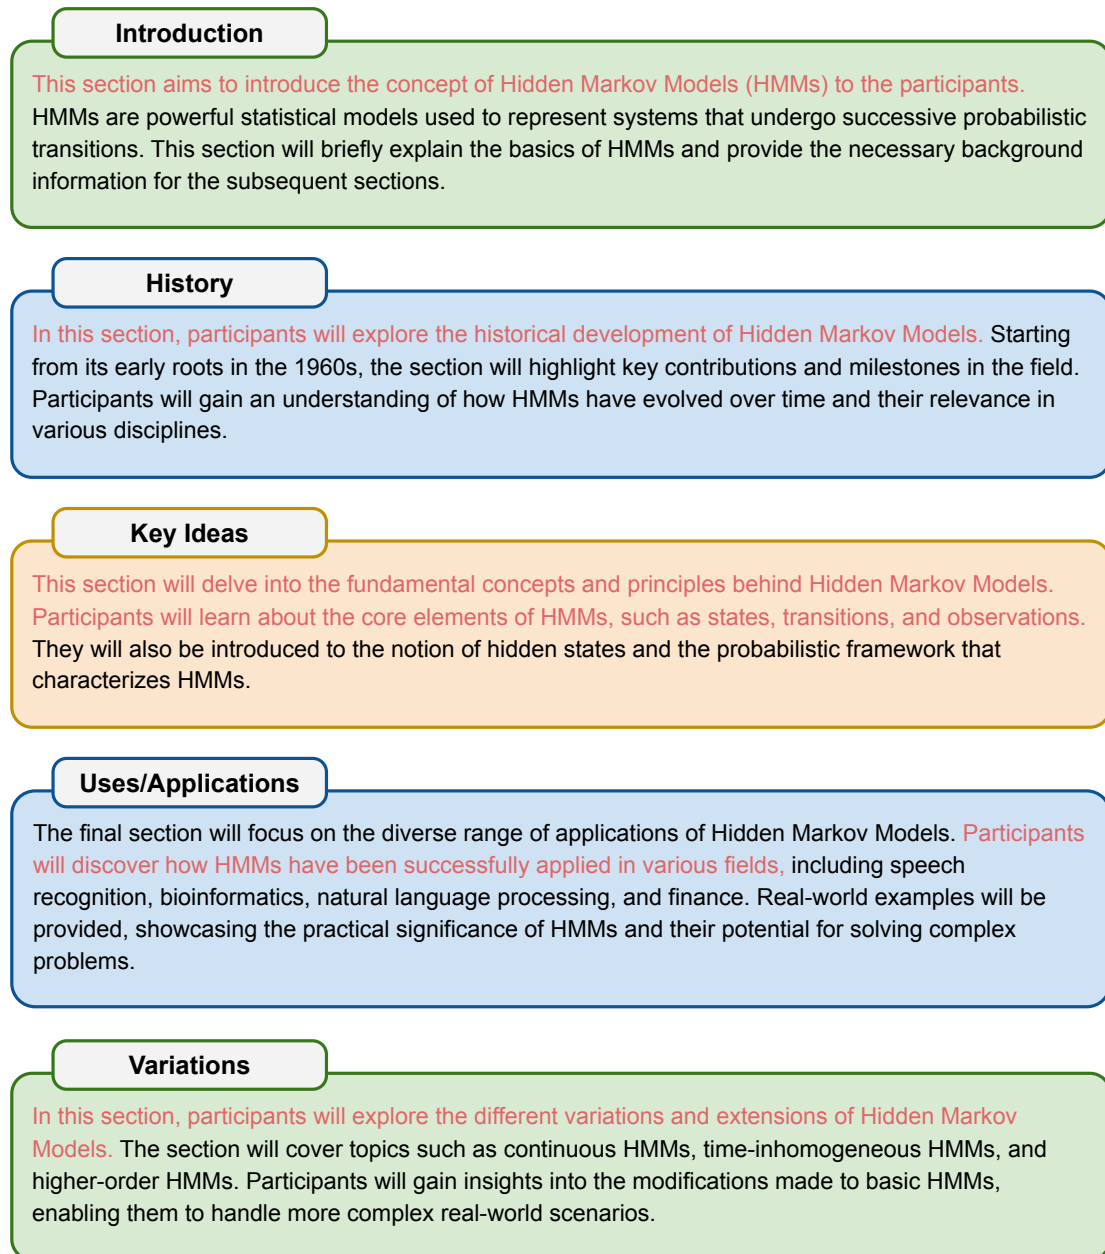 Introduction
This section aims to introduce the concept of Hidden Markov Models (HMMs) to the participants.
HMMs are powerful statistical models used to represent systems that undergo successive probabilistic
transitions. This section will briefly explain the basics of HMMs and provide the necessary background
information for the subsequent sections.
History
In this section, participants will explore the historical development of Hidden Markov Models. Starting
from its early roots in the 1960s, the section will highlight key contributions and milestones in the field.
Participants will gain an understanding of how HMMs have evolved over time and their relevance in
various disciplines.
Key Ideas
This section will delve into the fundamental concepts and principles behind Hidden Markov Models.
Participants will learn about the core elements of HMMs, such as states, transitions, and observations.
They will also be introduced to the notion of hidden states and the probabilistic framework that
characterizes HMMs.
Uses/Applications
The final section will focus on the diverse range of applications of Hidden Markov Models. Participants
will discover how HMMs have been successfully applied in various fields, including speech
recognition, bioinformatics, natural language processing, and finance. Real-world examples will be
provided, showcasing the practical significance of HMMs and their potential for solving complex
problems.
Variations
In this section, participants will explore the different variations and extensions of Hidden Markov
Models. The section will cover topics such as continuous HMMs, time-inhomogeneous HMMs, and
higher-order HMMs. Participants will gain insights into the modifications made to basic HMMs,
enabling them to handle more complex real-world scenarios.